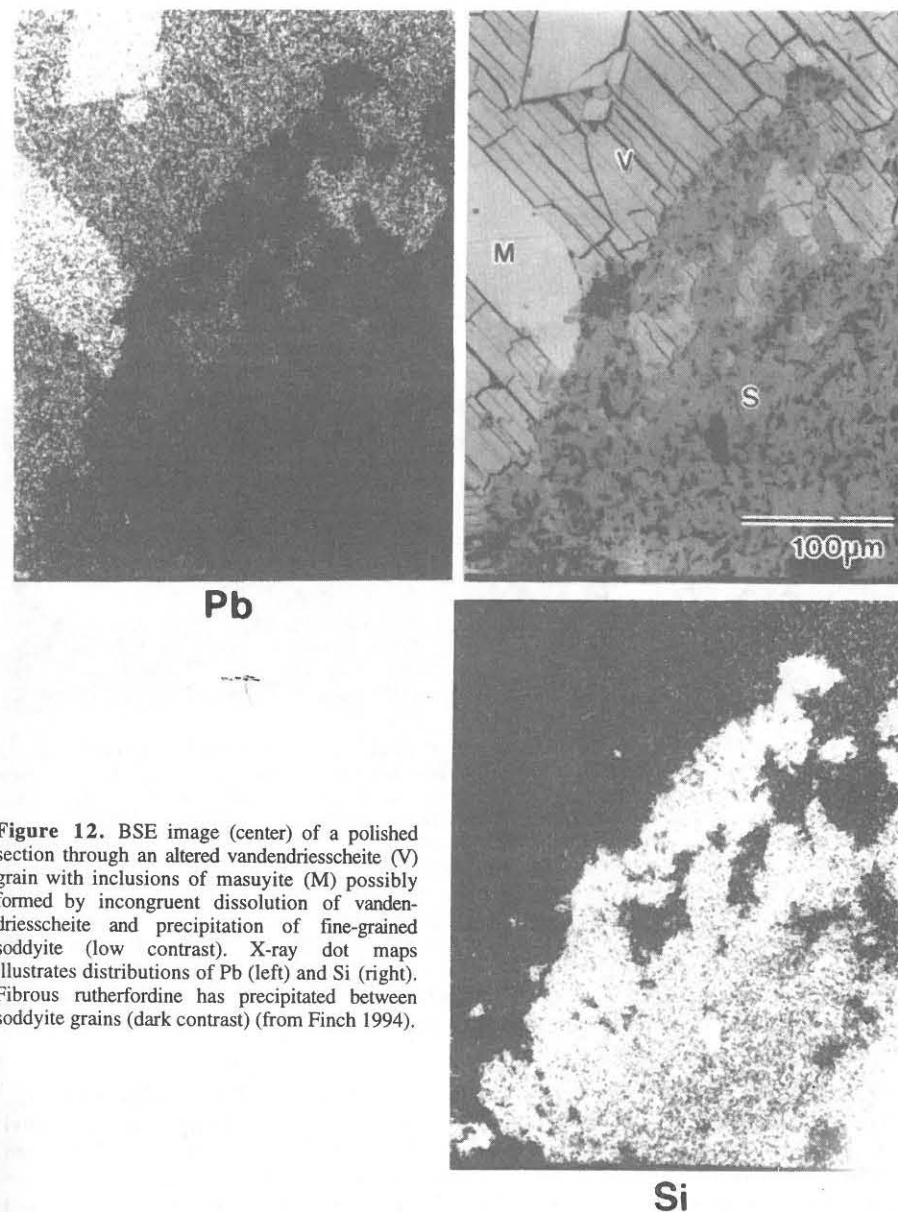 V
M
S
100µm
Pb
Figure 12. BSE image (center) of a polished
section through an altered vandendriesscheite (V)
grain with inclusions of masuyite (M) possibly
formed by incongruent dissolution of vanden-
driesscheite and precipitation of fine-grained
soddyite (low contrast). X-ray dot maps
illustrates distributions of Pb (left) and Si (right).
Fibrous rutherfordine has precipitated between
soddyite grains (dark contrast) (from Finch 1994).
Si